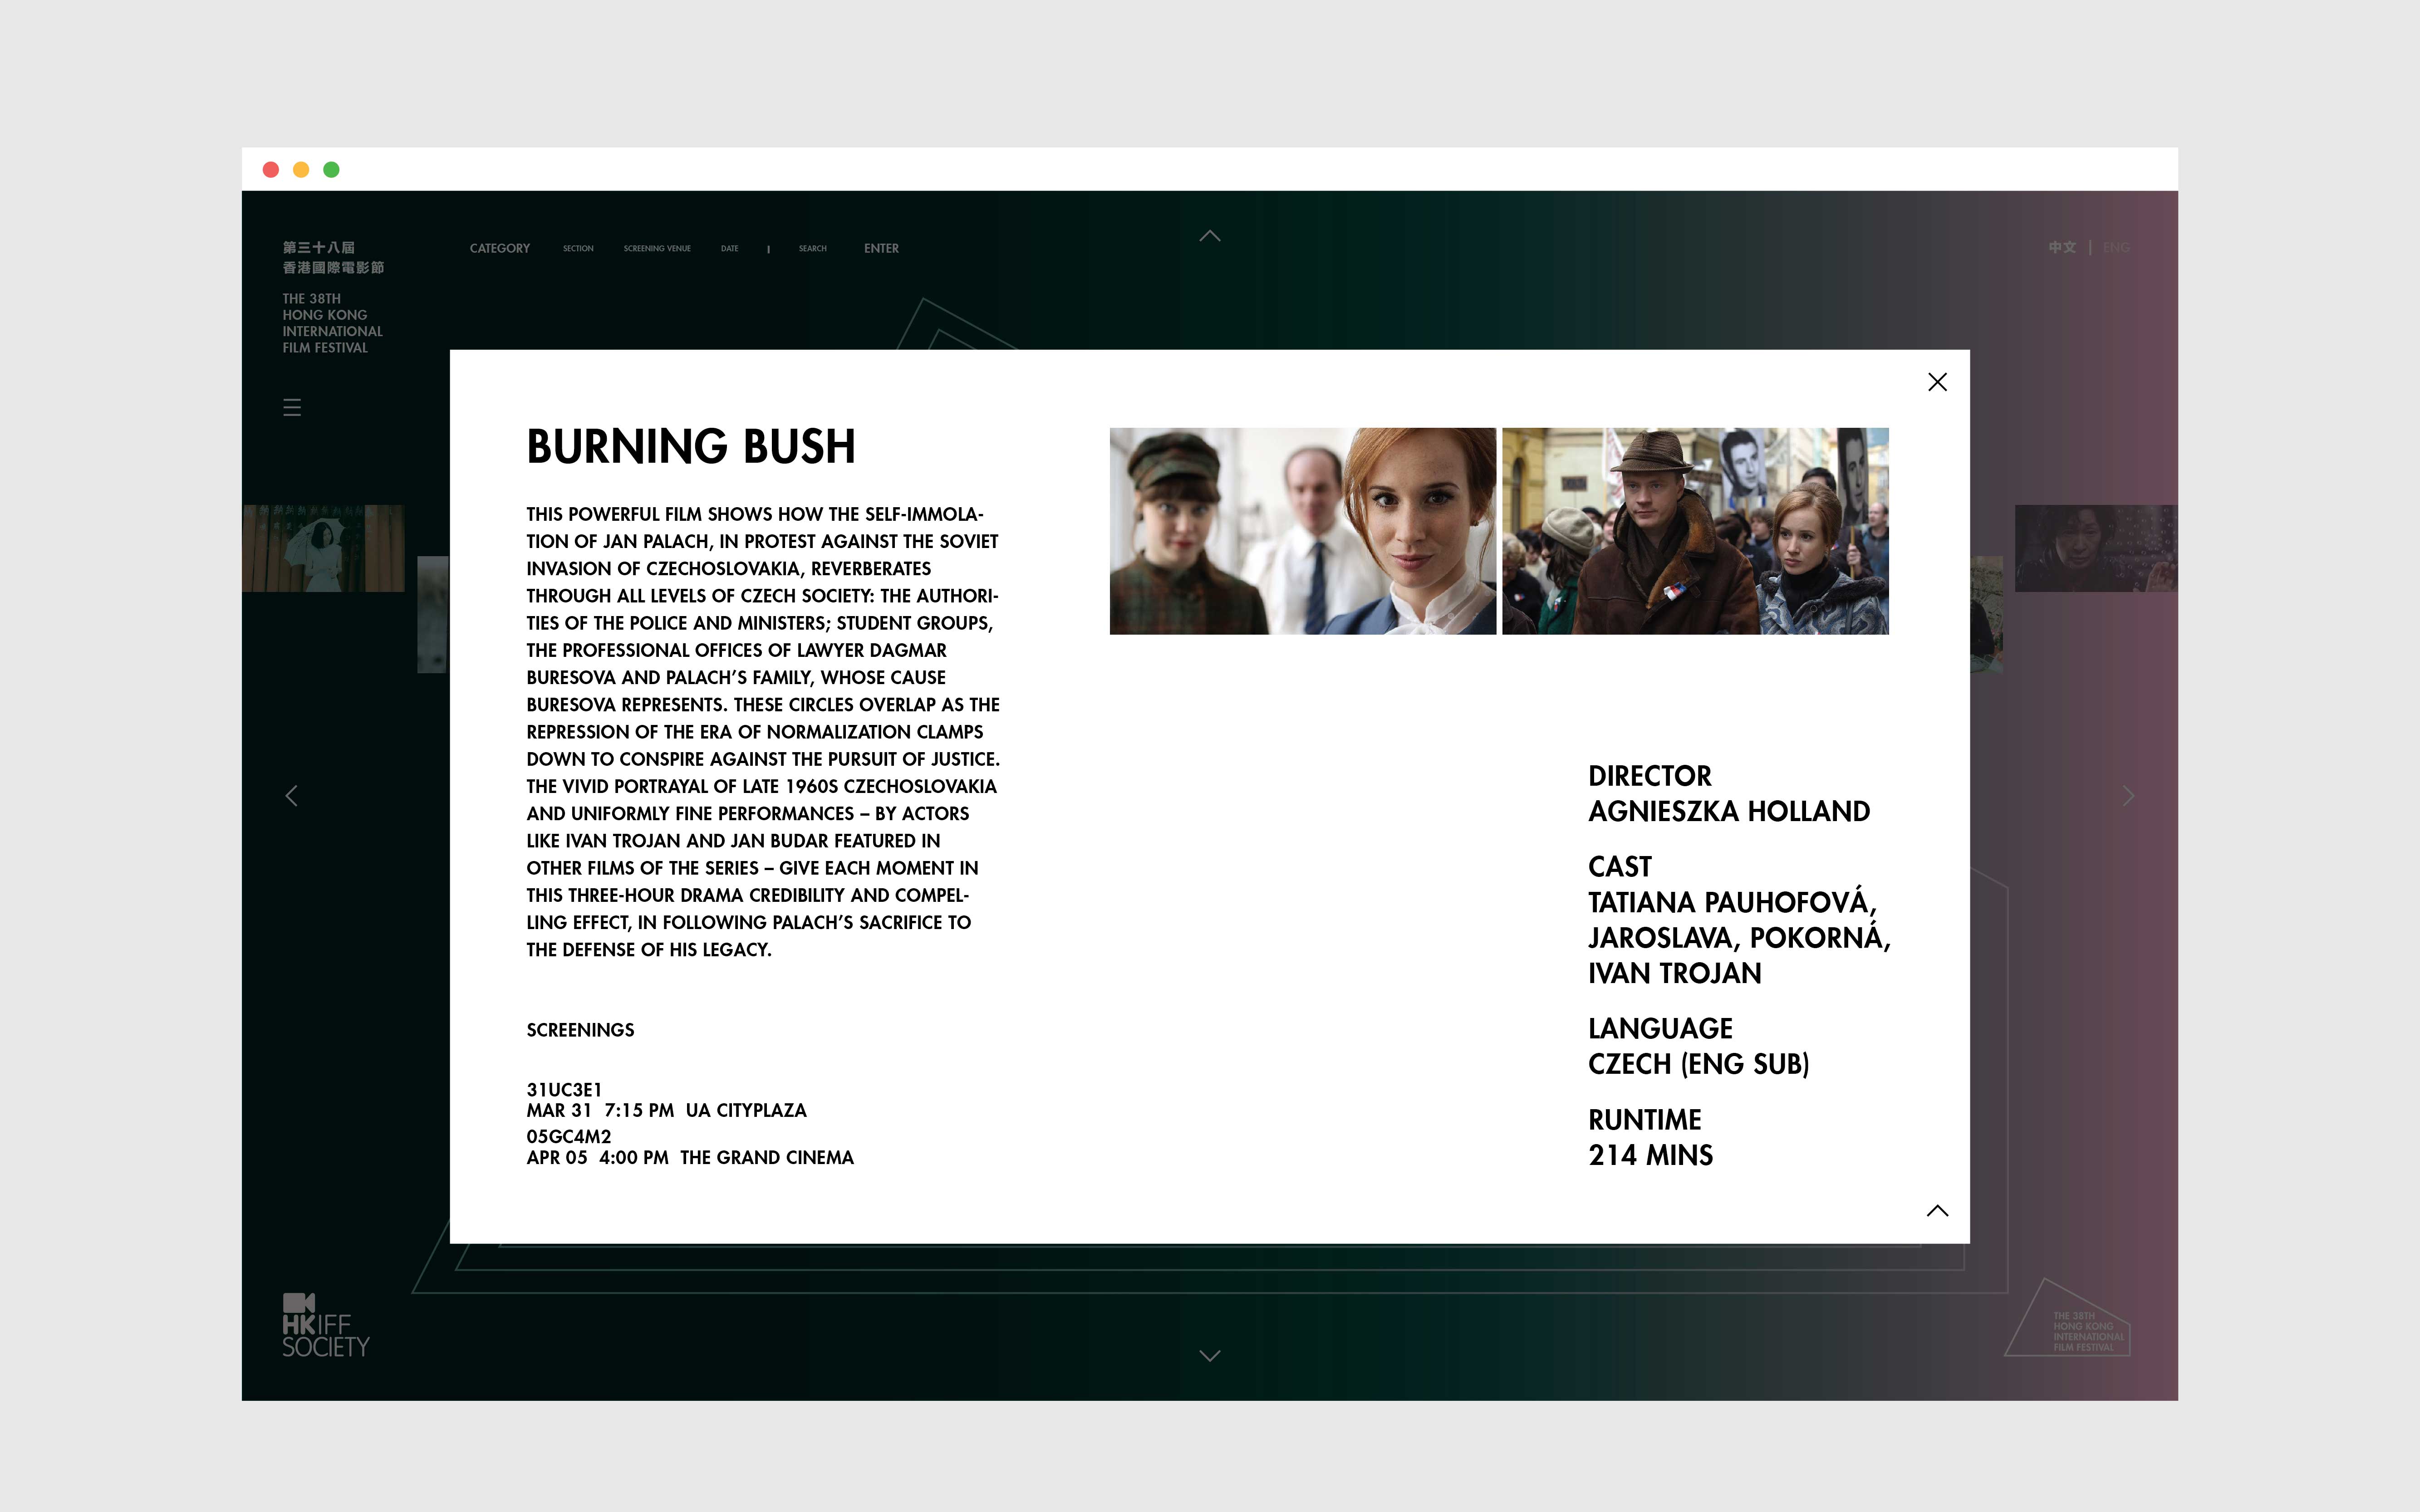 第三十八屆
香港國際電影節
THE 38TH
HONG KONG
INTERNATIONAL
FILM FESTIVAL
CATEGORY SECTION SCREENING VENUE DATE | SEARCH ENTER
中文 | ENG
BURNING BUSH
THIS POWERFUL FILM SHOWS HOW THE SELF-IMMOLA-
TION OF JAN PALACH, IN PROTEST AGAINST THE SOVIET
INVASION OF CZECHOSLOVAKIA, REVERBERATES
THROUGH ALL LEVELS OF CZECH SOCIETY: THE AUTHORI-
TIES OF THE POLICE AND MINISTERS; STUDENT GROUPS,
THE PROFESSIONAL OFFICES OF LAWYER DAGMAR
BURESOVA AND PALACH’S FAMILY, WHOSE CAUSE
BURESOVA REPRESENTS. THESE CIRCLES OVERLAP AS THE
REPRESSION OF THE ERA OF NORMALIZATION CLAMPS
DOWN TO CONSPIRE AGAINST THE PURSUIT OF JUSTICE.
THE VIVID PORTRAYAL OF LATE 1960S CZECHOSLOVAKIA
AND UNIFORMLY FINE PERFORMANCES – BY ACTORS
LIKE IVAN TROJAN AND JAN BUDAR FEATURED IN
OTHER FILMS OF THE SERIES – GIVE EACH MOMENT IN
THIS THREE-HOUR DRAMA CREDIBILITY AND COMPEL-
LING EFFECT, IN FOLLOWING PALACH’S SACRIFICE TO
THE DEFENSE OF HIS LEGACY.
SCREENINGS
31UC3E1
MAR 31 7:15 PM UA CITYPLAZA
05GC4M2
APR 05 4:00 PM THE GRAND CINEMA
DIRECTOR
AGNIESZKA HOLLAND
CAST
TATIANA PAUHOFOVÁ,
JAROSLAVA, POKORNÁ,
IVAN TROJAN
LANGUAGE
CZECH (ENG SUB)
RUNTIME
214 MINS
HKIFF
SOCIETY
THE 38TH
HONG KONG
INTERNATIONAL
FILM FESTIVAL